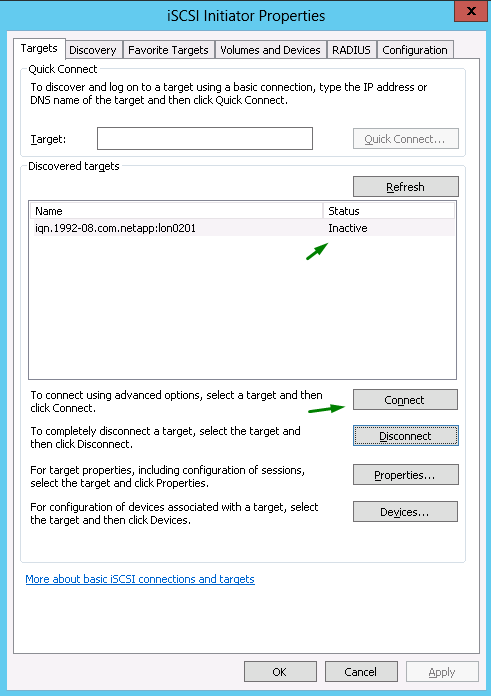 iSCSI Initiator Properties
x
Targets Discovery Favorite Targets Volumes and Devices RADIUS Configuration
Quick Connect
To discover and log on to a target using a basic connection, type the IP address or
DNS name of the target and then click Quick Connect.
Target:
Quick Connect...
Discovered targets
Refresh
Name Status
iqn.1992-08.com.netapp:lon0201 Inactive
To connect using advanced options, select a target and then
click Connect.
Connect
To completely disconnect a target, select the target and
then click Disconnect.
Disconnect
For target properties, including configuration of sessions,
select the target and click Properties.
Properties...
For configuration of devices associated with a target, select
the target and then click Devices.
Devices...
More about basic iSCSI connections and targets
OK Cancel Apply